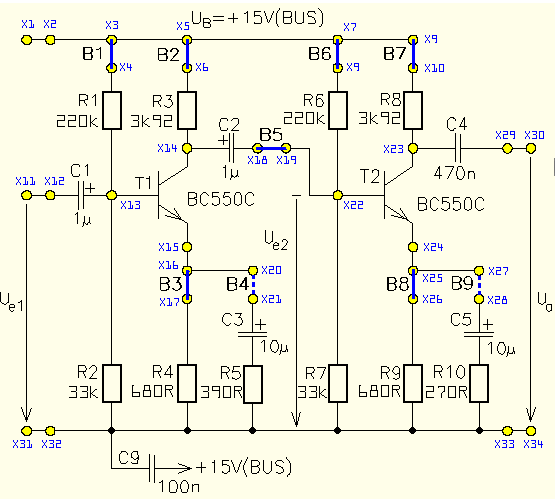 U_B=+15V(BUS)
X1 X2 X3 X5 X7 X9
B1 B2 B6 B7
X4 X6 X9 X10
R1 R3 R6 R8
220k 3k92 220k 3k92
C2 B5 C4
X14 + X18 X19 X23 X29 X30
1µ 470n
C1 T1 T2
X11 X12 + X13 BC550C X22 BC550C
1µ
U_e2
X15 X24
X16 X20 X25 X27
B3 B4 B8 B9
X17 X21 X26 X28
U_e1 U_a
C3 + C5 +
10µ 10µ
R2 R4 R5 R7 R9 R10
33k 680R 390R 33k 680R 270R
X31 X32 X33 X34
C9 +15V(BUS)
100n